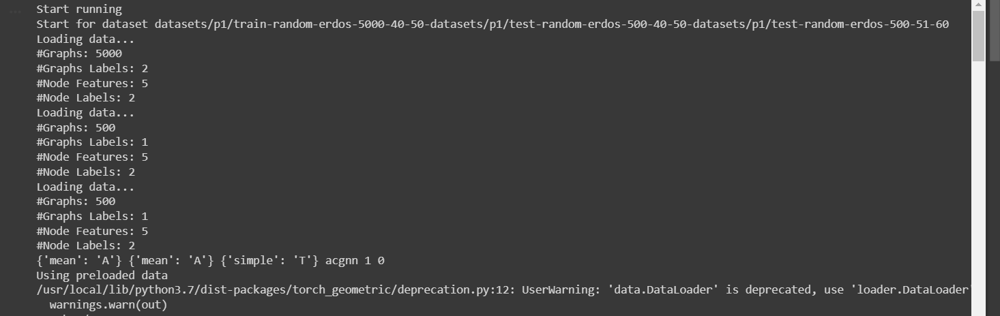 Start running
Start for dataset datasets/p1/train-random-erdos-5000-40-50-datasets/p1/test-random-erdos-500-40-50-datasets/p1/test-random-erdos-500-51-60
Loading data...
#Graphs: 5000
#Graphs Labels: 2
#Node Features: 5
#Node Labels: 2
Loading data...
#Graphs: 500
#Graphs Labels: 1
#Node Features: 5
#Node Labels: 2
Loading data...
#Graphs: 500
#Graphs Labels: 1
#Node Features: 5
#Node Labels: 2
{'mean': 'A'} {'mean': 'A'} {'simple': 'T'} acgnn 1 0
Using preloaded data
/usr/local/lib/python3.7/dist-packages/torch_geometric/deprecation.py:12: UserWarning: 'data.DataLoader' is deprecated, use 'loader.DataLoader'
  warnings.warn(out)